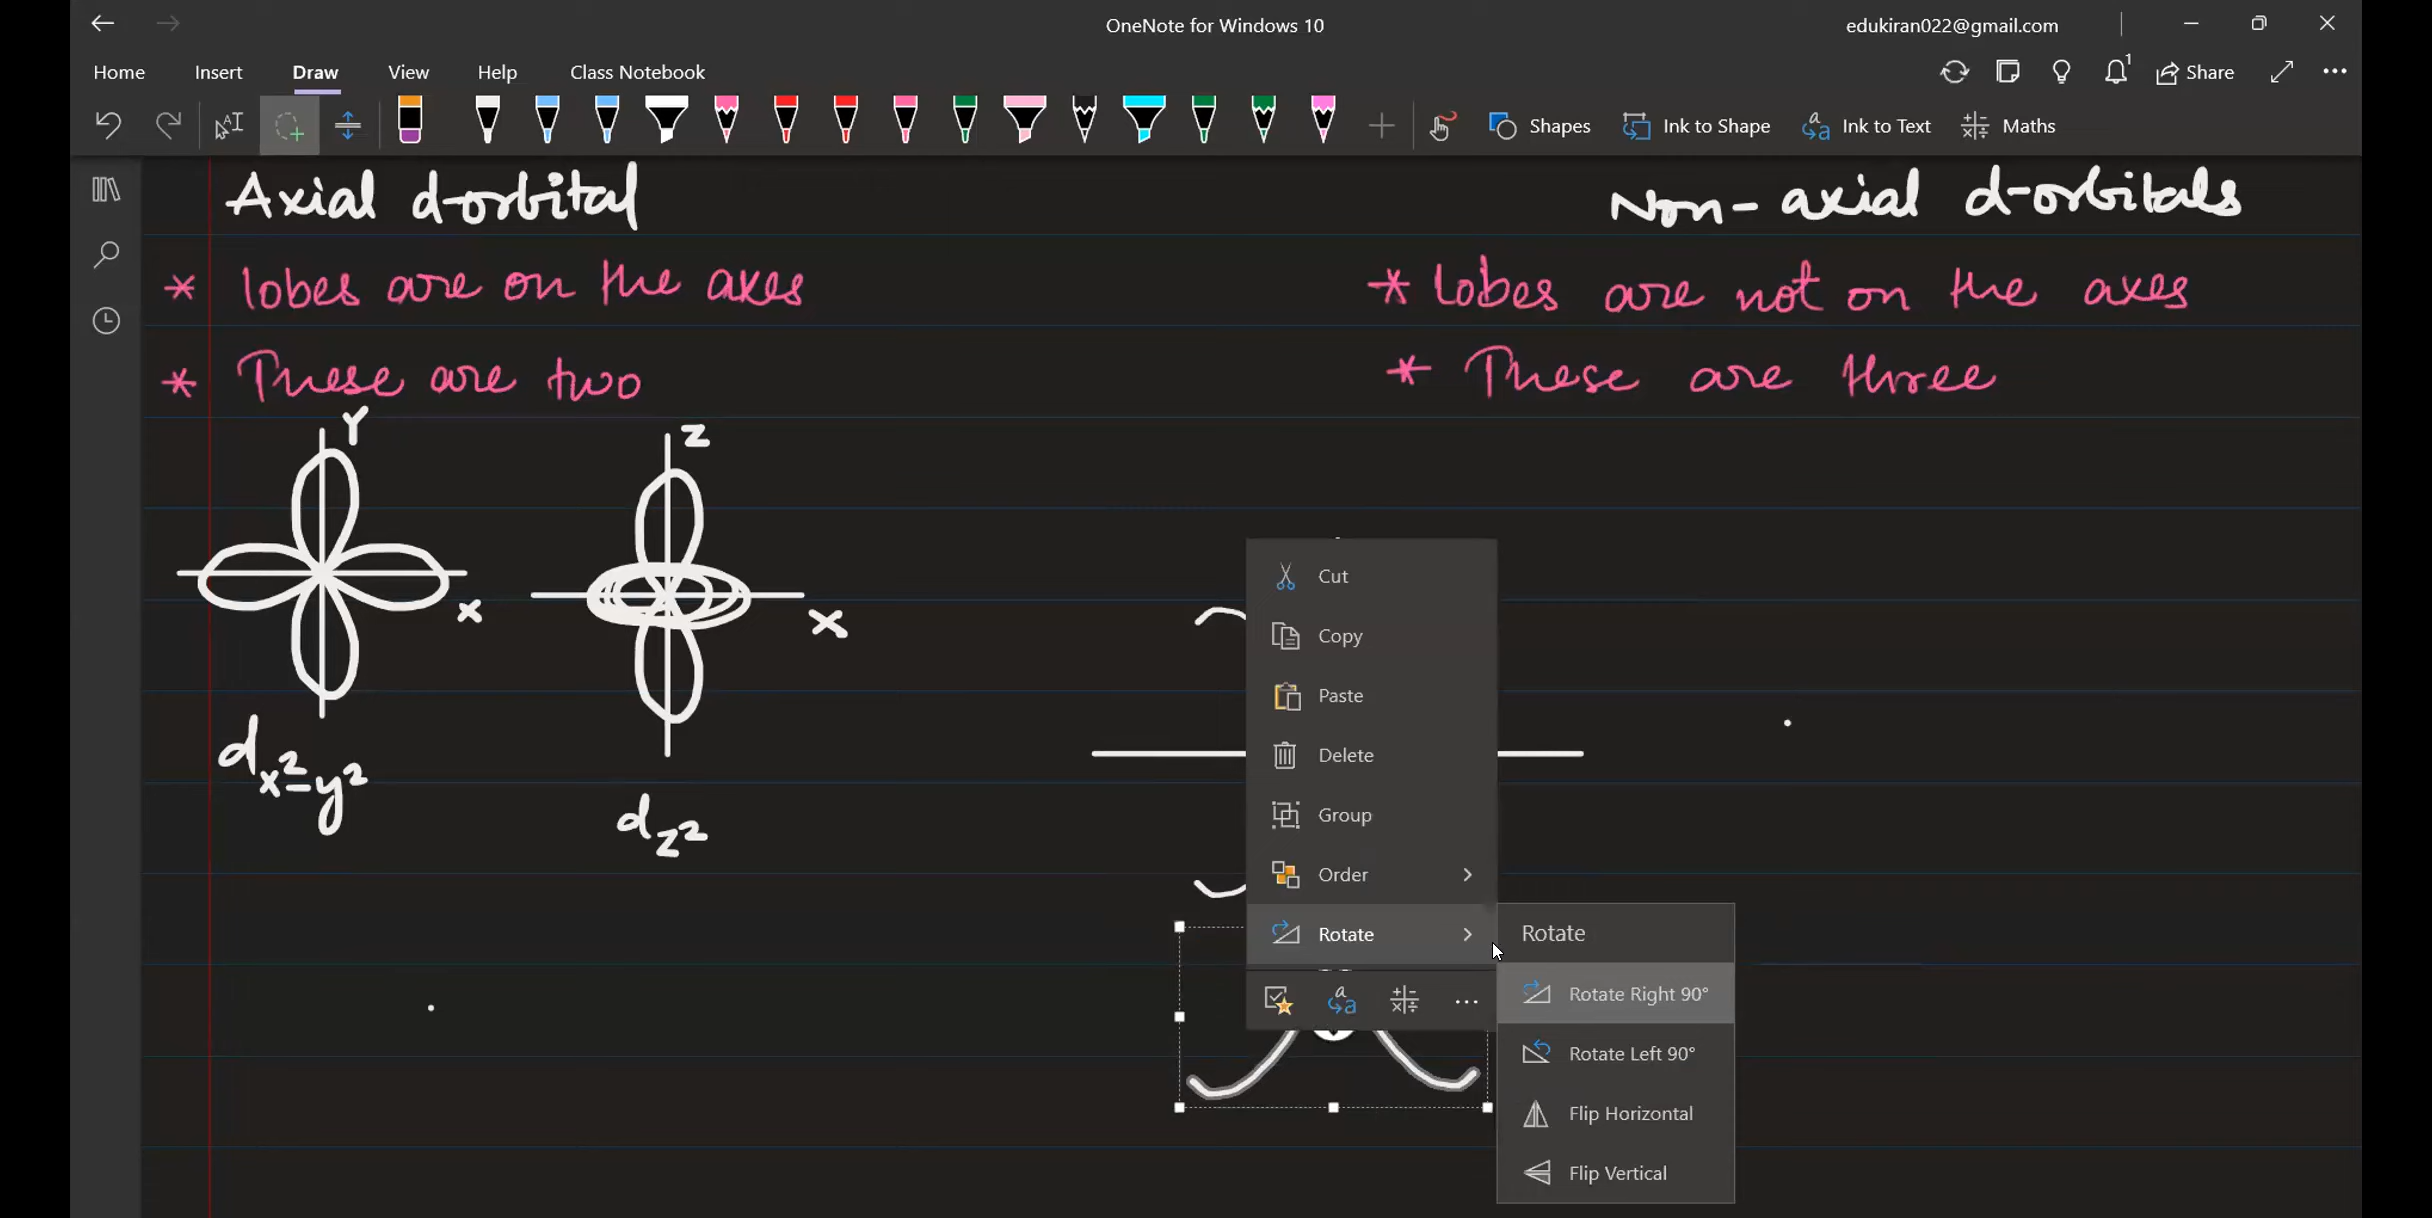 OneNote for Windows 10
edukiran022@gmail.com
Home Insert Draw View Help Class Notebook
1
Share
Shapes Ink to Shape Ink to Text Maths
Axial d-orbital
Non-axial d-orbitals
* lobes are on the axes
* lobes are not on the axes
* These are two
* These are three
Y
Z
X
X
dx²-y²
dz²
Cut
Copy
Paste
Delete
Group
Order
Rotate
Rotate
Rotate Right 90°
Rotate Left 90°
Flip Horizontal
Flip Vertical